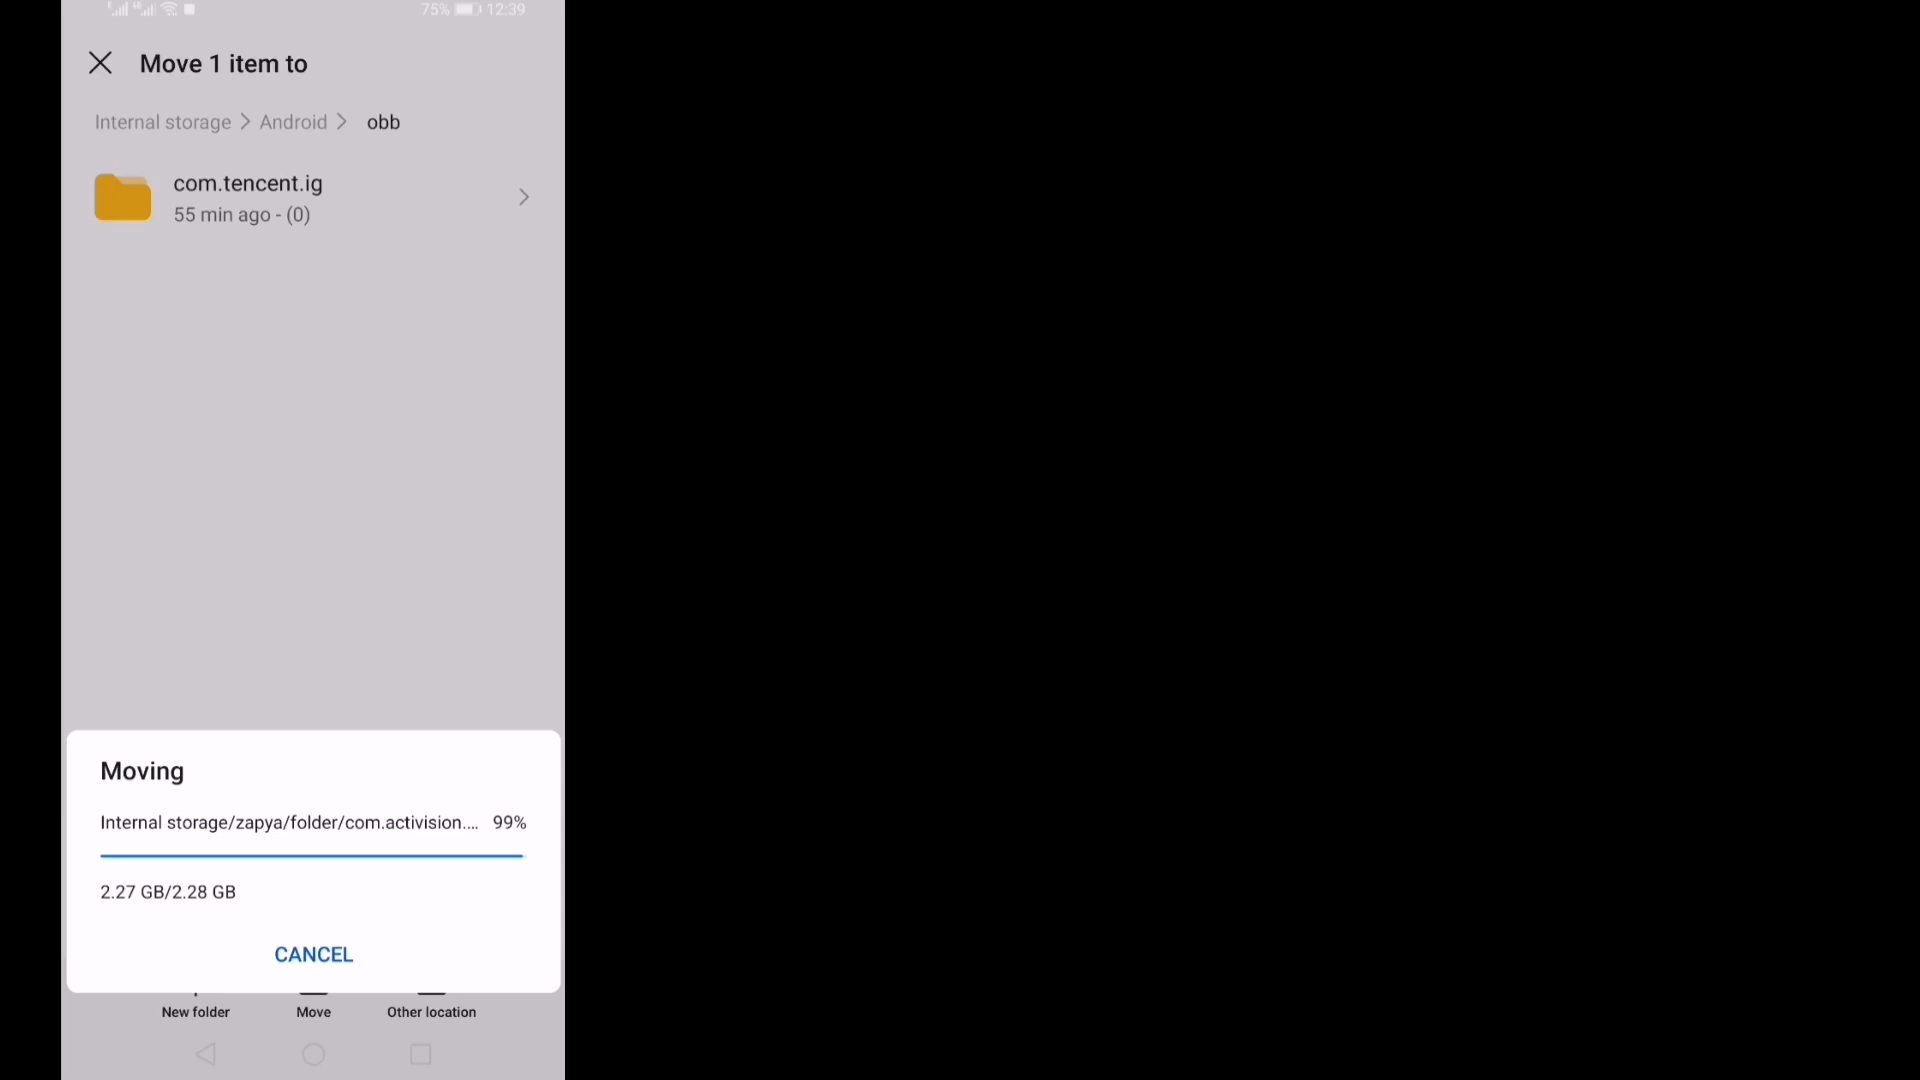 75% 12:39
Move 1 item to
Internal storage > Android > obb
com.tencent.ig
55 min ago - (0)
Moving
Internal storage/zapya/folder/com.activision.... 99%
2.27 GB/2.28 GB
CANCEL
New folder Move Other location